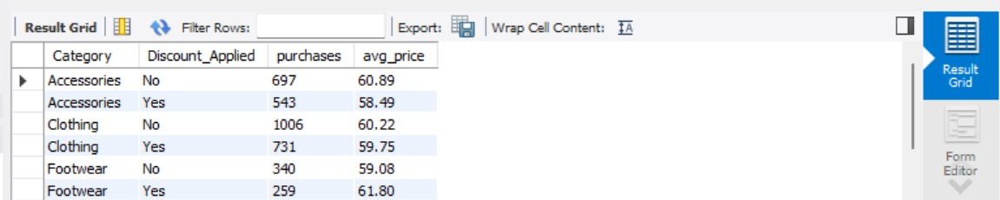 Result Grid Filter Rows: Export: Wrap Cell Content: IA
Category Discount_Applied purchases avg_price
Accessories No 697 60.89
Accessories Yes 543 58.49
Clothing No 1006 60.22
Clothing Yes 731 59.75
Footwear No 340 59.08
Footwear Yes 259 61.80
Result
Grid
Form
Editor